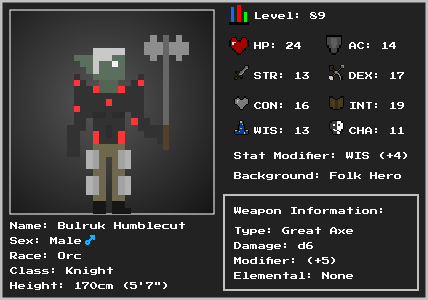 Level: 89
HP: 24 AC: 14
STR: 13 DEX: 17
CON: 16 INT: 19
WIS: 13 CHA: 11
Stat Modifier: WIS (+4)
Background: Folk Hero
Name: Bulruk Humblecut
Sex: Male♂
Race: Orc
Class: Knight
Height: 170cm (5'7")
Weapon Information:
Type: Great Axe
Damage: d6
Modifier: (+5)
Elemental: None